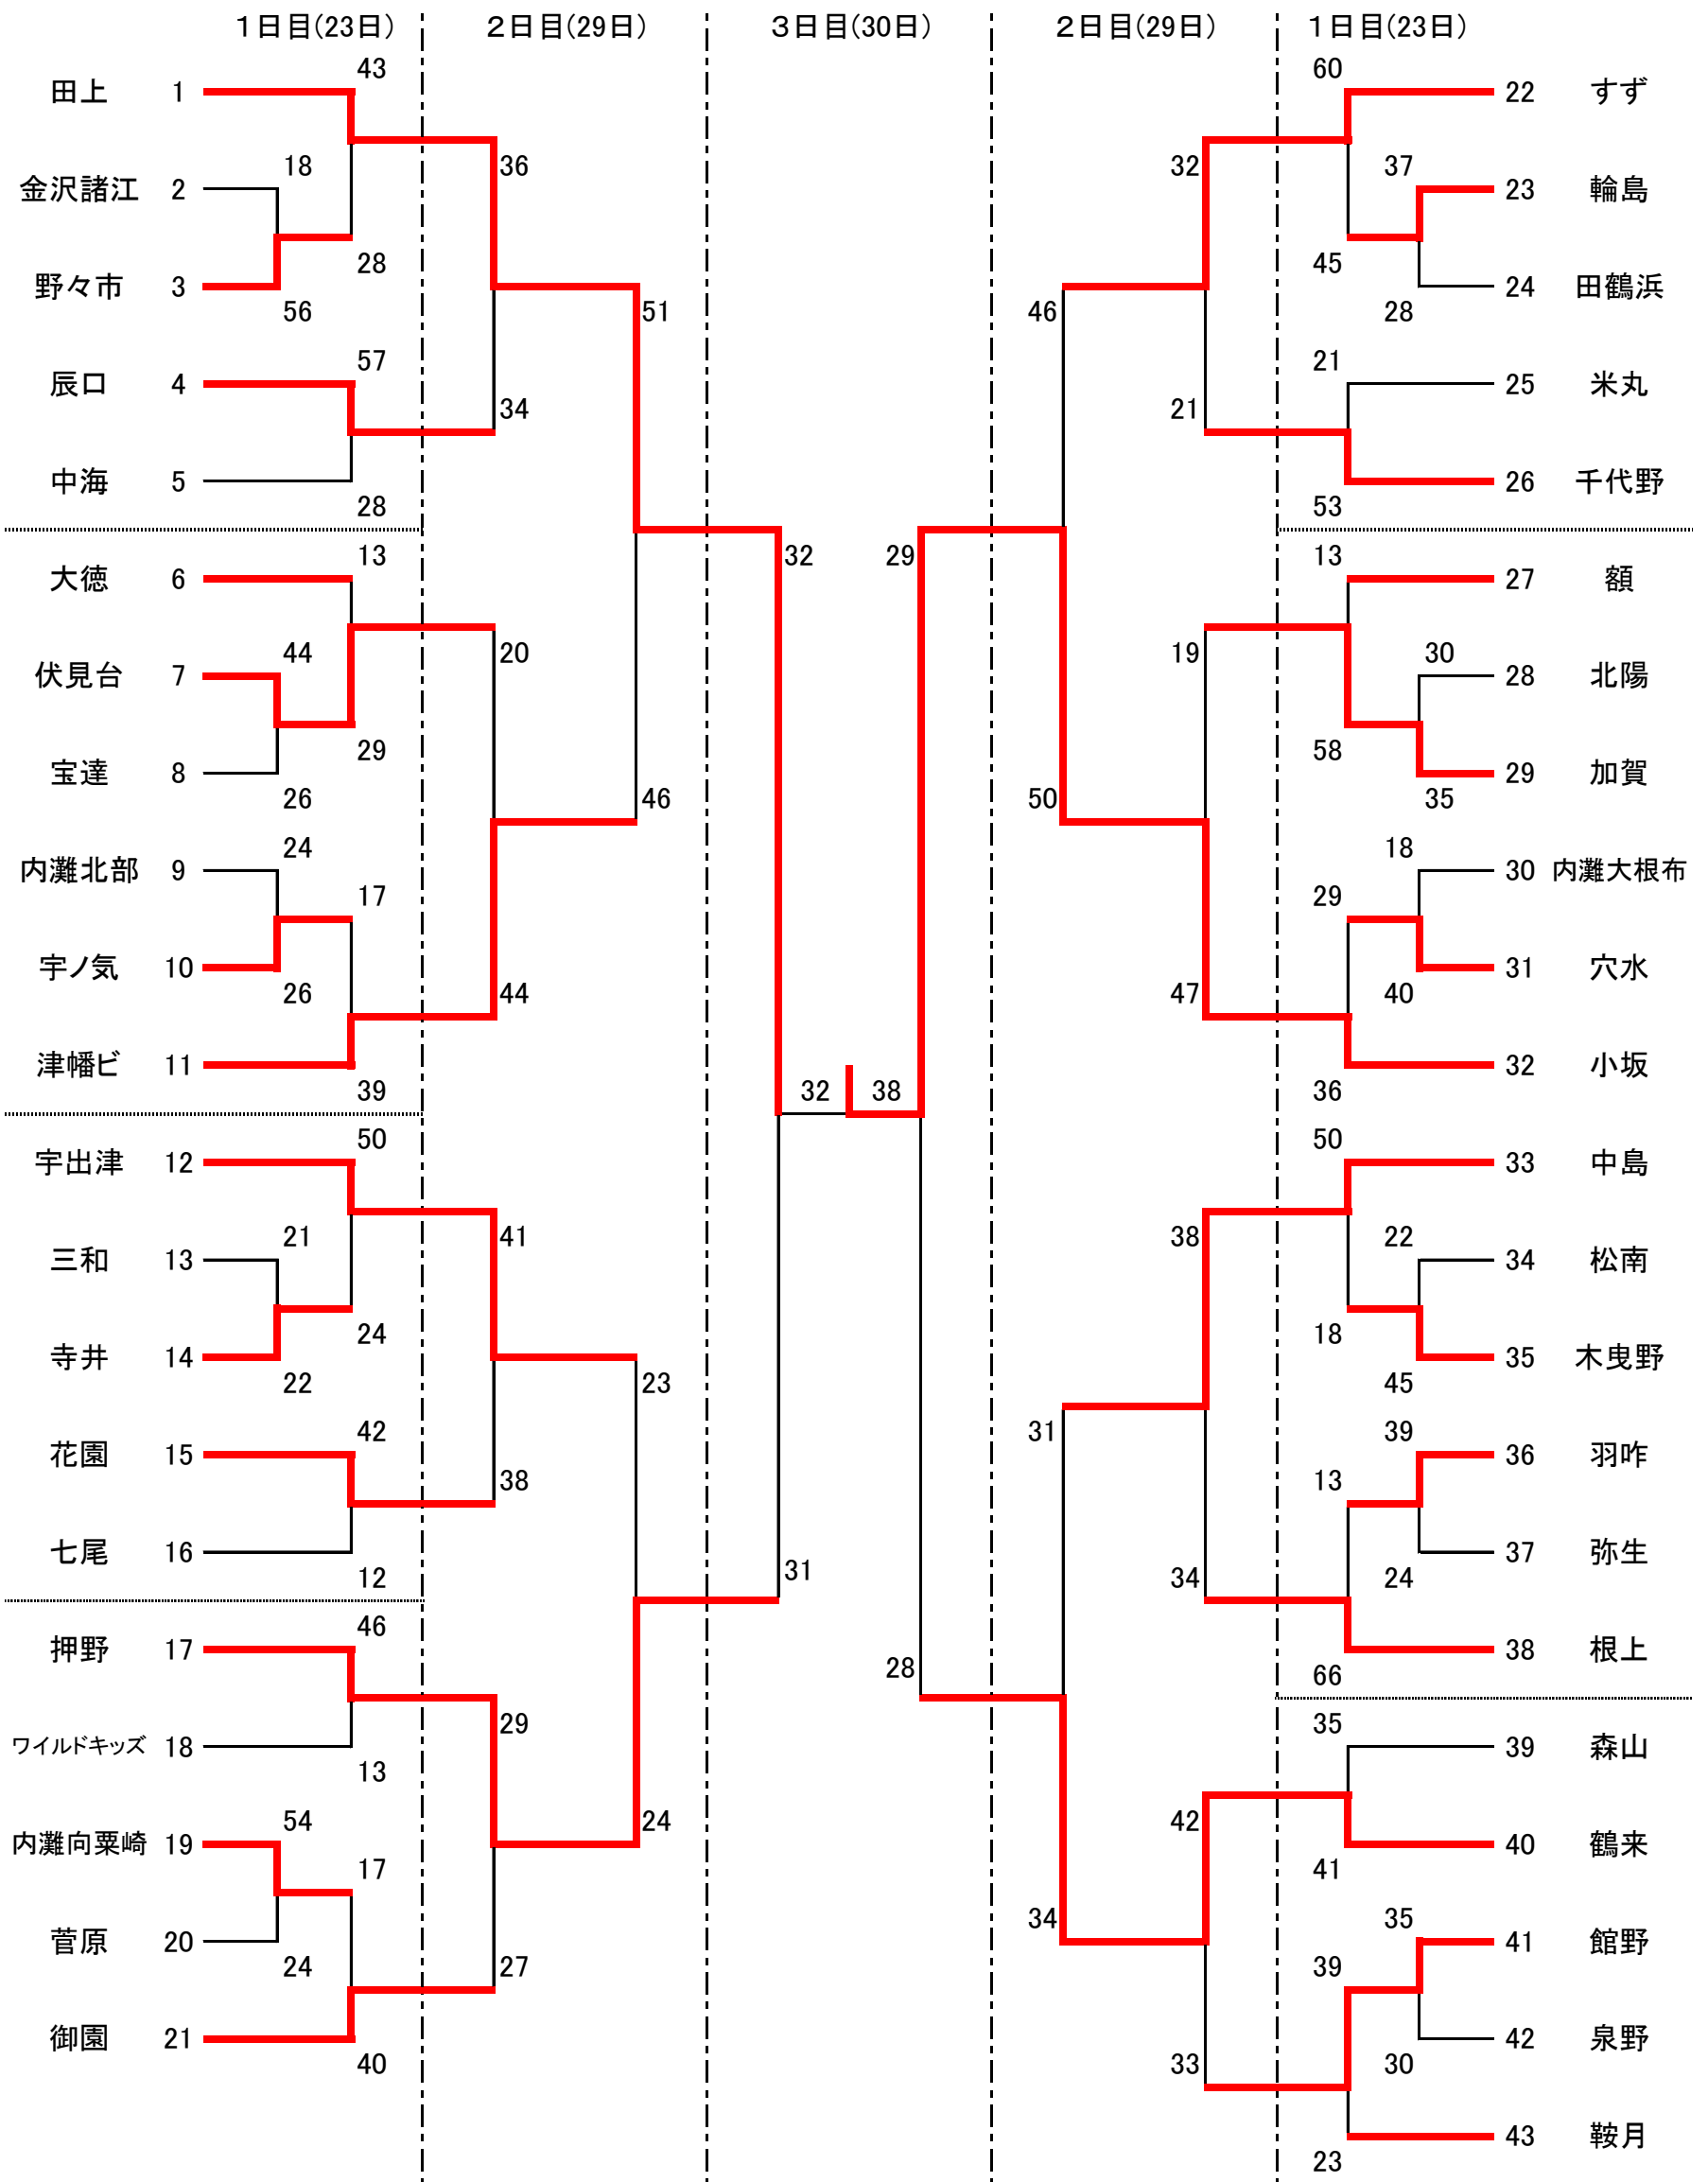 1日目(23日) 2日目(29日) 3日目(30日) 2日目(29日) 1日目(23日)
43 60
田上 1 22 すず
18 36 32 37
金沢諸江 2 23 輪島
28 45
野々市 3 24 田鶴浜
56 51 46 28
57 21
辰口 4 25 米丸
34 21
中海 5 26 千代野
28 53
13 32 29 13
大徳 6 27 額
44 20 19 30
伏見台 7 28 北陽
29 58
宝達 8 29 加賀
26 46 50 35
24 18
内灘北部 9 30 内灘大根布
17 29
宇ノ気 10 31 穴水
26 44 47 40
津幡ビ 11 32 小坂
39 32 38 36
50 50
宇出津 12 33 中島
21 41 38 22
三和 13 34 松南
24 18
寺井 14 35 木曳野
22 23 45
42 31 39
花園 15 36 羽咋
38 13
七尾 16 37 弥生
12 31 34 24
46
押野 17 38 根上
28 66
29 35
ワイルドキッズ 18 39 森山
13
54 24 42
内灘向粟崎 19 40 鶴来
17 41
34 35
菅原 20 41 館野
24 27 39
御園 21 42 泉野
40 33 30
43 鞍月
23